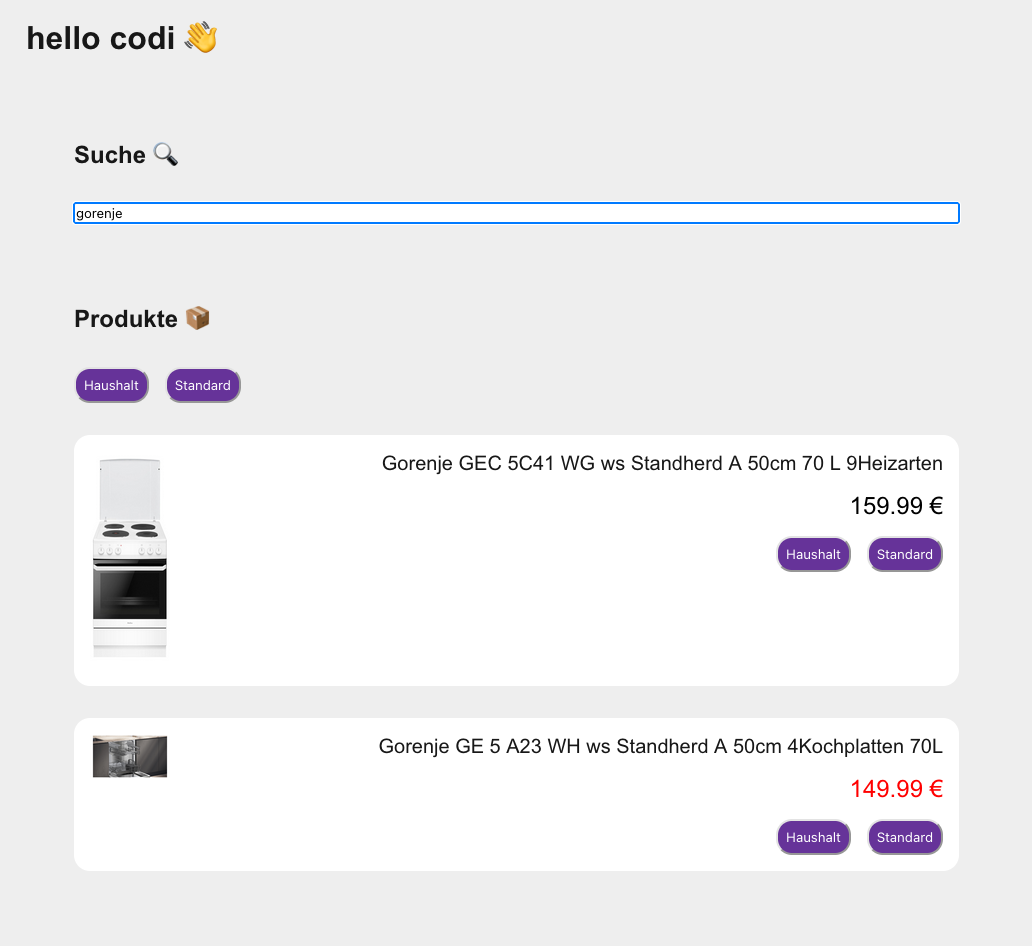 hello codi 👋
Suche 🔍
gorenje
Produkte 📦
Haushalt Standard
Gorenje GEC 5C41 WG ws Standherd A 50cm 70 L 9Heizarten
159.99 €
Haushalt Standard
Gorenje GE 5 A23 WH ws Standherd A 50cm 4Kochplatten 70L
149.99 €
Haushalt Standard